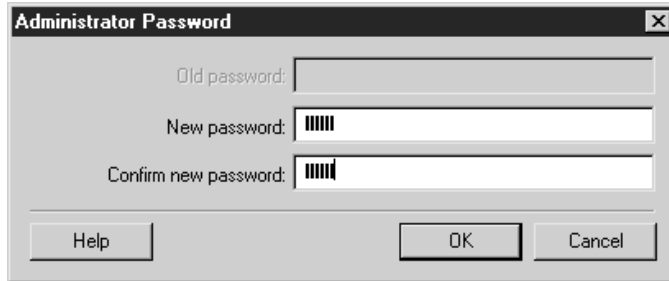 Administrator Password
Old password:
New password:
Confirm new password:
Help OK Cancel